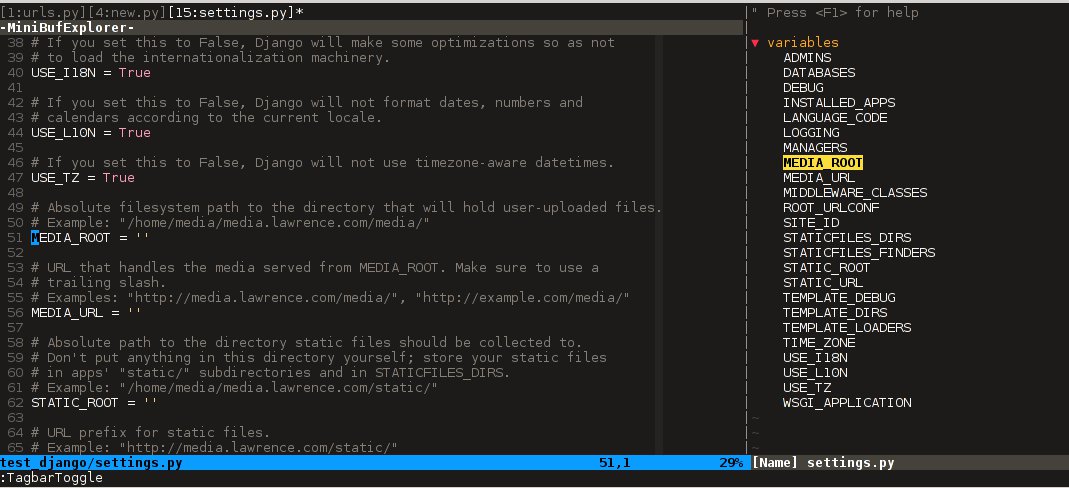 [1:urls.py][4:new.py][15:settings.py]*
-MiniBufExplorer-
38 # If you set this to False, Django will make some optimizations so as not
39 # to load the internationalization machinery.
40 USE_I18N = True
41
42 # If you set this to False, Django will not format dates, numbers and
43 # calendars according to the current locale.
44 USE_L10N = True
45
46 # If you set this to False, Django will not use timezone-aware datetimes.
47 USE_TZ = True
48
49 # Absolute filesystem path to the directory that will hold user-uploaded files.
50 # Example: "/home/media/media.lawrence.com/media/"
51 MEDIA_ROOT = ''
52
53 # URL that handles the media served from MEDIA_ROOT. Make sure to use a
54 # trailing slash.
55 # Examples: "http://media.lawrence.com/media/", "http://example.com/media/"
56 MEDIA_URL = ''
57
58 # Absolute path to the directory static files should be collected to.
59 # Don't put anything in this directory yourself; store your static files
60 # in apps' "static/" subdirectories and in STATICFILES_DIRS.
61 # Example: "/home/media/media.lawrence.com/static/"
62 STATIC_ROOT = ''
63
64 # URL prefix for static files.
65 # Example: "http://media.lawrence.com/static/"
test_django/settings.py 51,1 29%
:TagbarToggle
" Press <F1> for help
▼ variables
ADMINS
DATABASES
DEBUG
INSTALLED_APPS
LANGUAGE_CODE
LOGGING
MANAGERS
MEDIA_ROOT
MEDIA_URL
MIDDLEWARE_CLASSES
ROOT_URLCONF
SITE_ID
STATICFILES_DIRS
STATICFILES_FINDERS
STATIC_ROOT
STATIC_URL
TEMPLATE_DEBUG
TEMPLATE_DIRS
TEMPLATE_LOADERS
TIME_ZONE
USE_I18N
USE_L10N
USE_TZ
WSGI_APPLICATION
~
~
~
[Name] settings.py